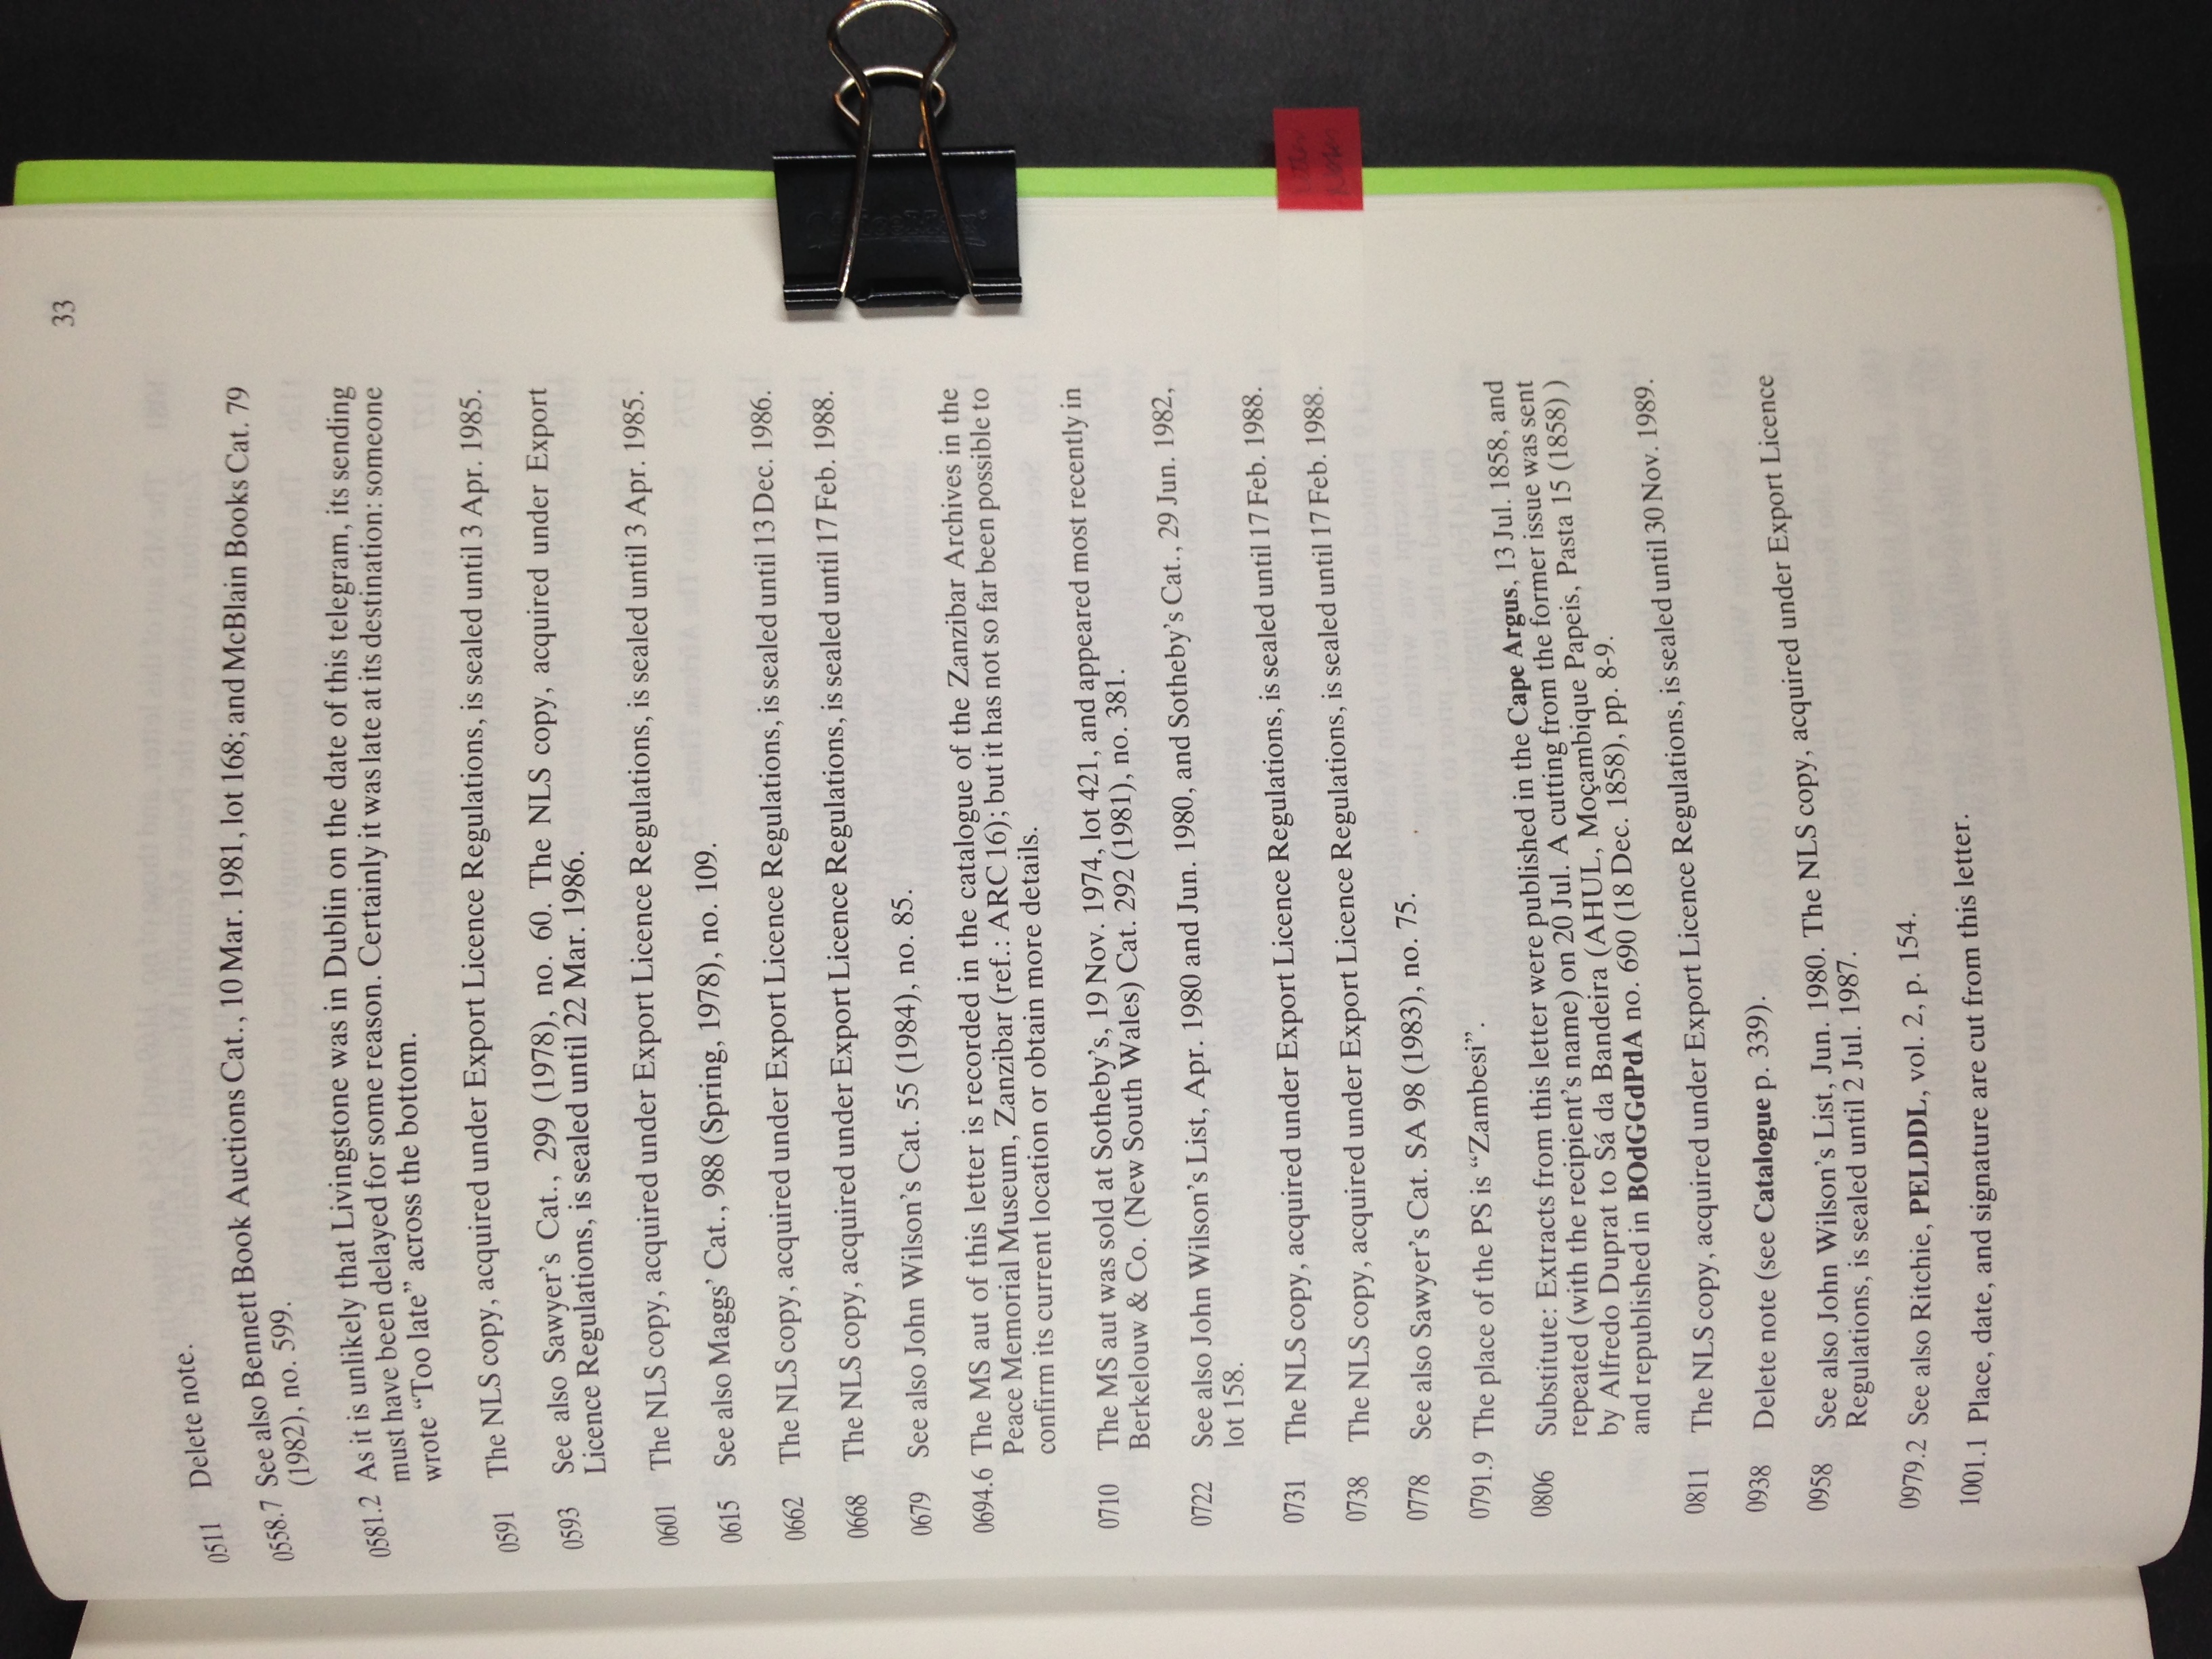 33
0511 Delete note.
0558.7 See also Bennett Book Auctions Cat., 10 Mar. 1981, lot 168; and McBlain Books Cat. 79
(1982), no. 599.
0581.2 As it is unlikely that Livingstone was in Dublin on the date of this telegram, its sending
must have been delayed for some reason. Certainly it was late at its destination: someone
wrote “Too late” across the bottom.
0591 The NLS copy, acquired under Export Licence Regulations, is sealed until 3 Apr. 1985.
0593 See also Sawyer’s Cat., 299 (1978), no. 60. The NLS copy, acquired under Export
Licence Regulations, is sealed until 22 Mar. 1986.
0601 The NLS copy, acquired under Export Licence Regulations, is sealed until 3 Apr. 1985.
0615 See also Maggs’ Cat., 988 (Spring, 1978), no. 109.
0662 The NLS copy, acquired under Export Licence Regulations, is sealed until 13 Dec. 1986.
0668 The NLS copy, acquired under Export Licence Regulations, is sealed until 17 Feb. 1988.
0679 See also John Wilson’s Cat. 55 (1984), no. 85.
0694.6 The MS aut of this letter is recorded in the catalogue of the Zanzibar Archives in the
Peace Memorial Museum, Zanzibar (ref.: ARC 16); but it has not so far been possible to
confirm its current location or obtain more details.
0710 The MS aut was sold at Sotheby’s, 19 Nov. 1974, lot 421, and appeared most recently in
Berkelouw & Co. (New South Wales) Cat. 292 (1981), no. 381.
0722 See also John Wilson’s List, Apr. 1980 and Jun. 1980, and Sotheby’s Cat., 29 Jun. 1982,
lot 158.
0731 The NLS copy, acquired under Export Licence Regulations, is sealed until 17 Feb. 1988.
0738 The NLS copy, acquired under Export Licence Regulations, is sealed until 17 Feb. 1988.
0778 See also Sawyer’s Cat. SA 98 (1983), no. 75.
0791.9 The place of the PS is “Zambesi”.
0806 Substitute: Extracts from this letter were published in the Cape Argus, 13 Jul. 1858, and
repeated (with the recipient’s name) on 20 Jul. A cutting from the former issue was sent
by Alfredo Duprat to Sá da Bandeira (AHUL, Moçambique Papeis, Pasta 15 (1858) )
and republished in BOdGGdPdA no. 690 (18 Dec. 1858), pp. 8-9.
0811 The NLS copy, acquired under Export Licence Regulations, is sealed until 30 Nov. 1989.
0938 Delete note (see Catalogue p. 339).
0958 See also John Wilson’s List, Jun. 1980. The NLS copy, acquired under Export Licence
Regulations, is sealed until 2 Jul. 1987.
0979.2 See also Ritchie, PELDDL, vol. 2, p. 154.
1001.1 Place, date, and signature are cut from this letter.